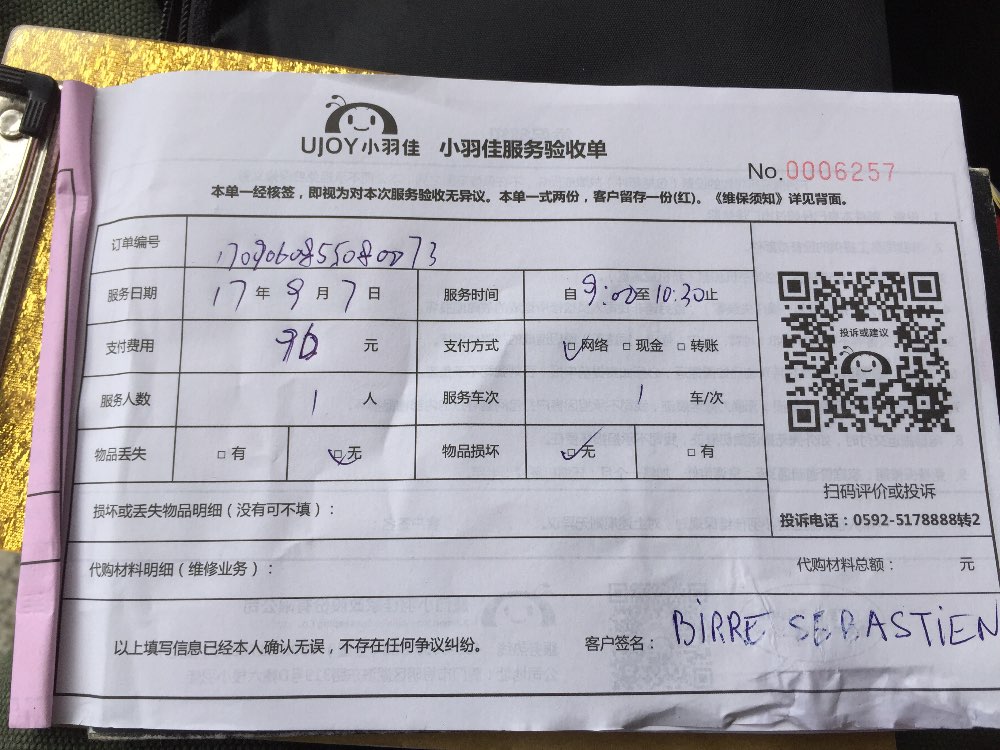 UJOY小羽佳 小羽佳服务验收单
No.0006257
本单一经核签，即视为对本次服务验收无异议。本单一式两份，客户留存一份(红)。《维保须知》详见背面。
订单编号 1709060855080073
服务日期 17 年 9 月 7 日 服务时间 自 9:00 至 10:30 止
投诉或建议
支付费用 96 元 支付方式 网络 □ 现金 □ 转账
服务人数 1 人 服务车次 1 车/次
物品丢失 □ 有 □ 无 物品损坏 □ 无 □ 有
扫码评价或投诉
损坏或丢失物品明细（没有可不填）：
投诉电话：0592-5178888转2
代购材料明细（维修业务）： 代购材料总额： 元
以上填写信息已经本人确认无误，不存在任何争议纠纷。 客户签名： BIRRE SEBASTIEN